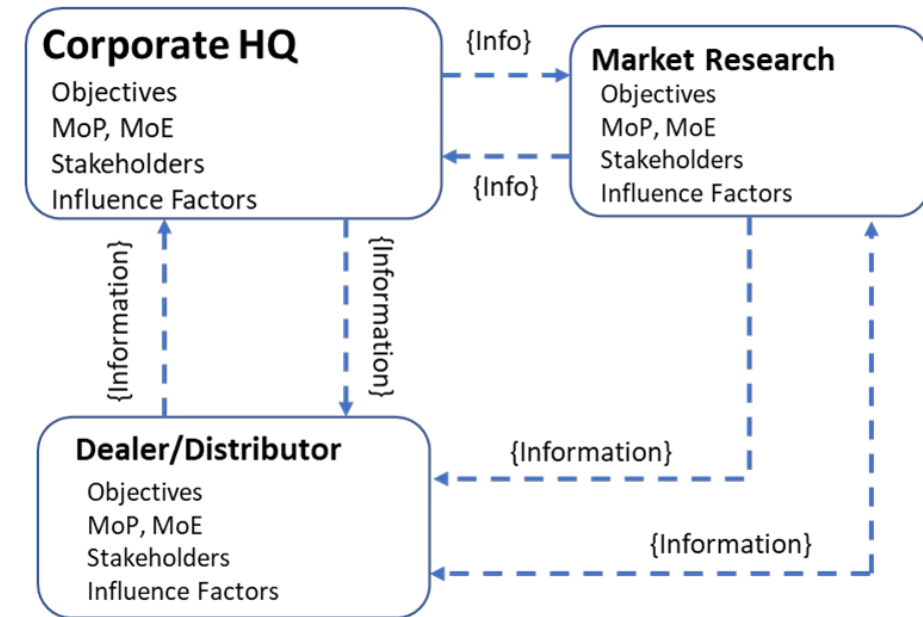 Corporate HQ
Objectives
MoP, MoE
Stakeholders
Influence Factors
{Info}
{Info}
Market Research
Objectives
MoP, MoE
Stakeholders
Influence Factors
{Information}
{Information}
Dealer/Distributor
Objectives
MoP, MoE
Stakeholders
Influence Factors
{Information}
{Information}